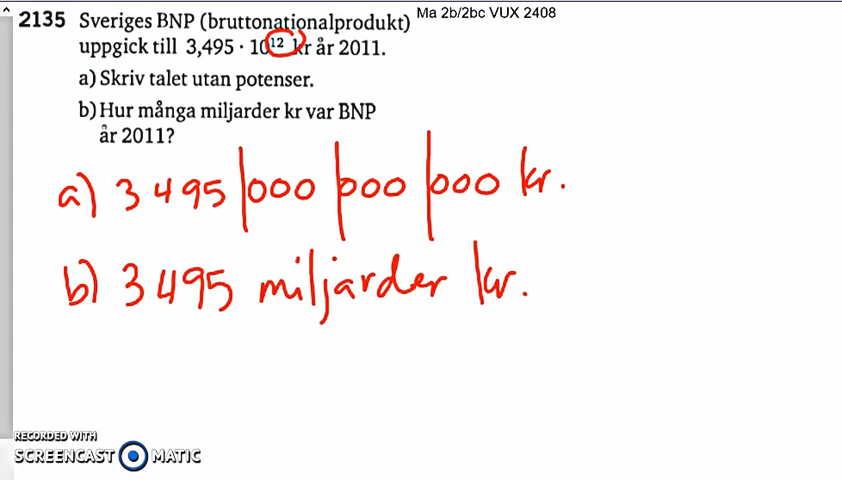 2135 Sveriges BNP (bruttonationalprodukt) Ma 2b/2bc VUX 2408
uppgick till 3,495 · 10¹² kr år 2011.
a) Skriv talet utan potenser.
b) Hur många miljarder kr var BNP
år 2011?
a) 3 495 000 000 000 kr.
b) 3 495 miljarder kr.
RECORDED WITH
SCREENCAST MATIC